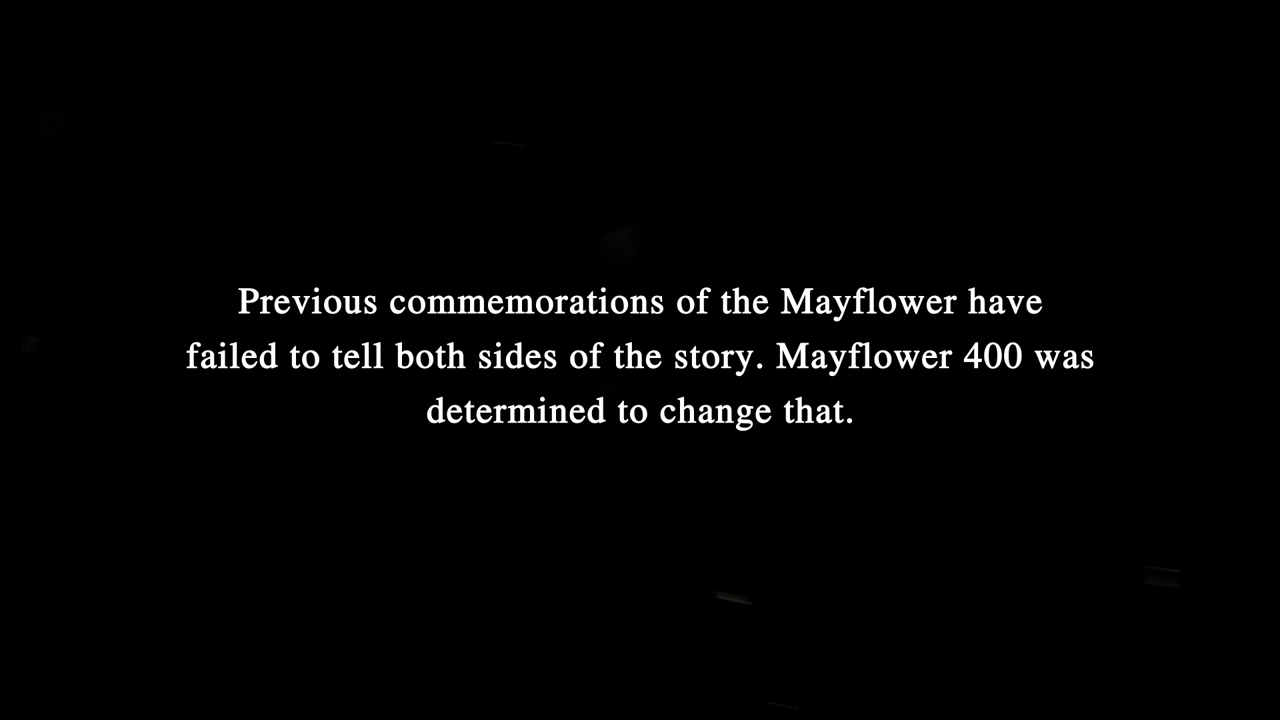 Previous commemorations of the Mayflower have
failed to tell both sides of the story. Mayflower 400 was
determined to change that.